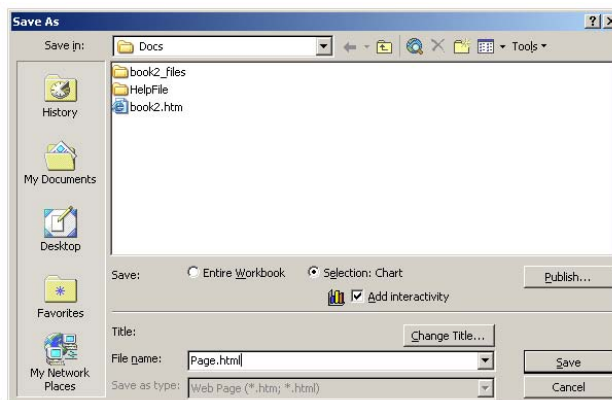 Save As
Save in:
Docs
Tools
History
My Documents
Desktop
Favorites
My Network
Places
book2_files
HelpFile
book2.htm
Save:
Entire Workbook
Selection: Chart
Publish...
Add interactivity
Title:
Change Title...
File name:
Page.html
Save
Save as type:
Web Page (*.htm; *.html)
Cancel